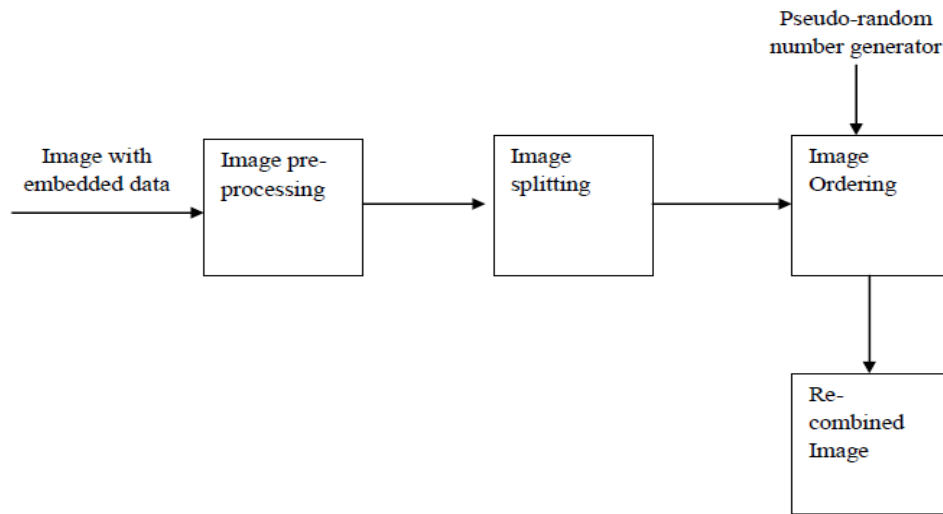 Pseudo-random
number generator
Image with
embedded data
Image pre-
processing
Image
splitting
Image
Ordering
Re-
combined
Image